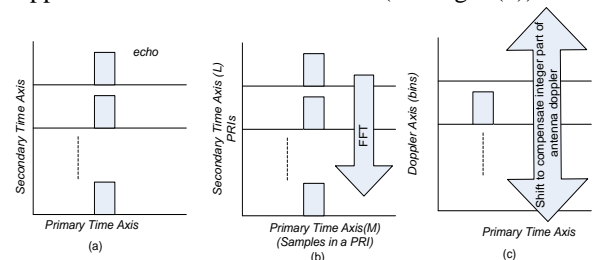 echo
Secondary Time Axis
Primary Time Axis
(a)
Secondary Time Axis (L)
PRIs
FFT
Primary Time Axis(M)
(Samples in a PRI)
(b)
Doppler Axis (bins)
Shift to compensate integer part of
antenna doppler
Primary Time Axis
(c)